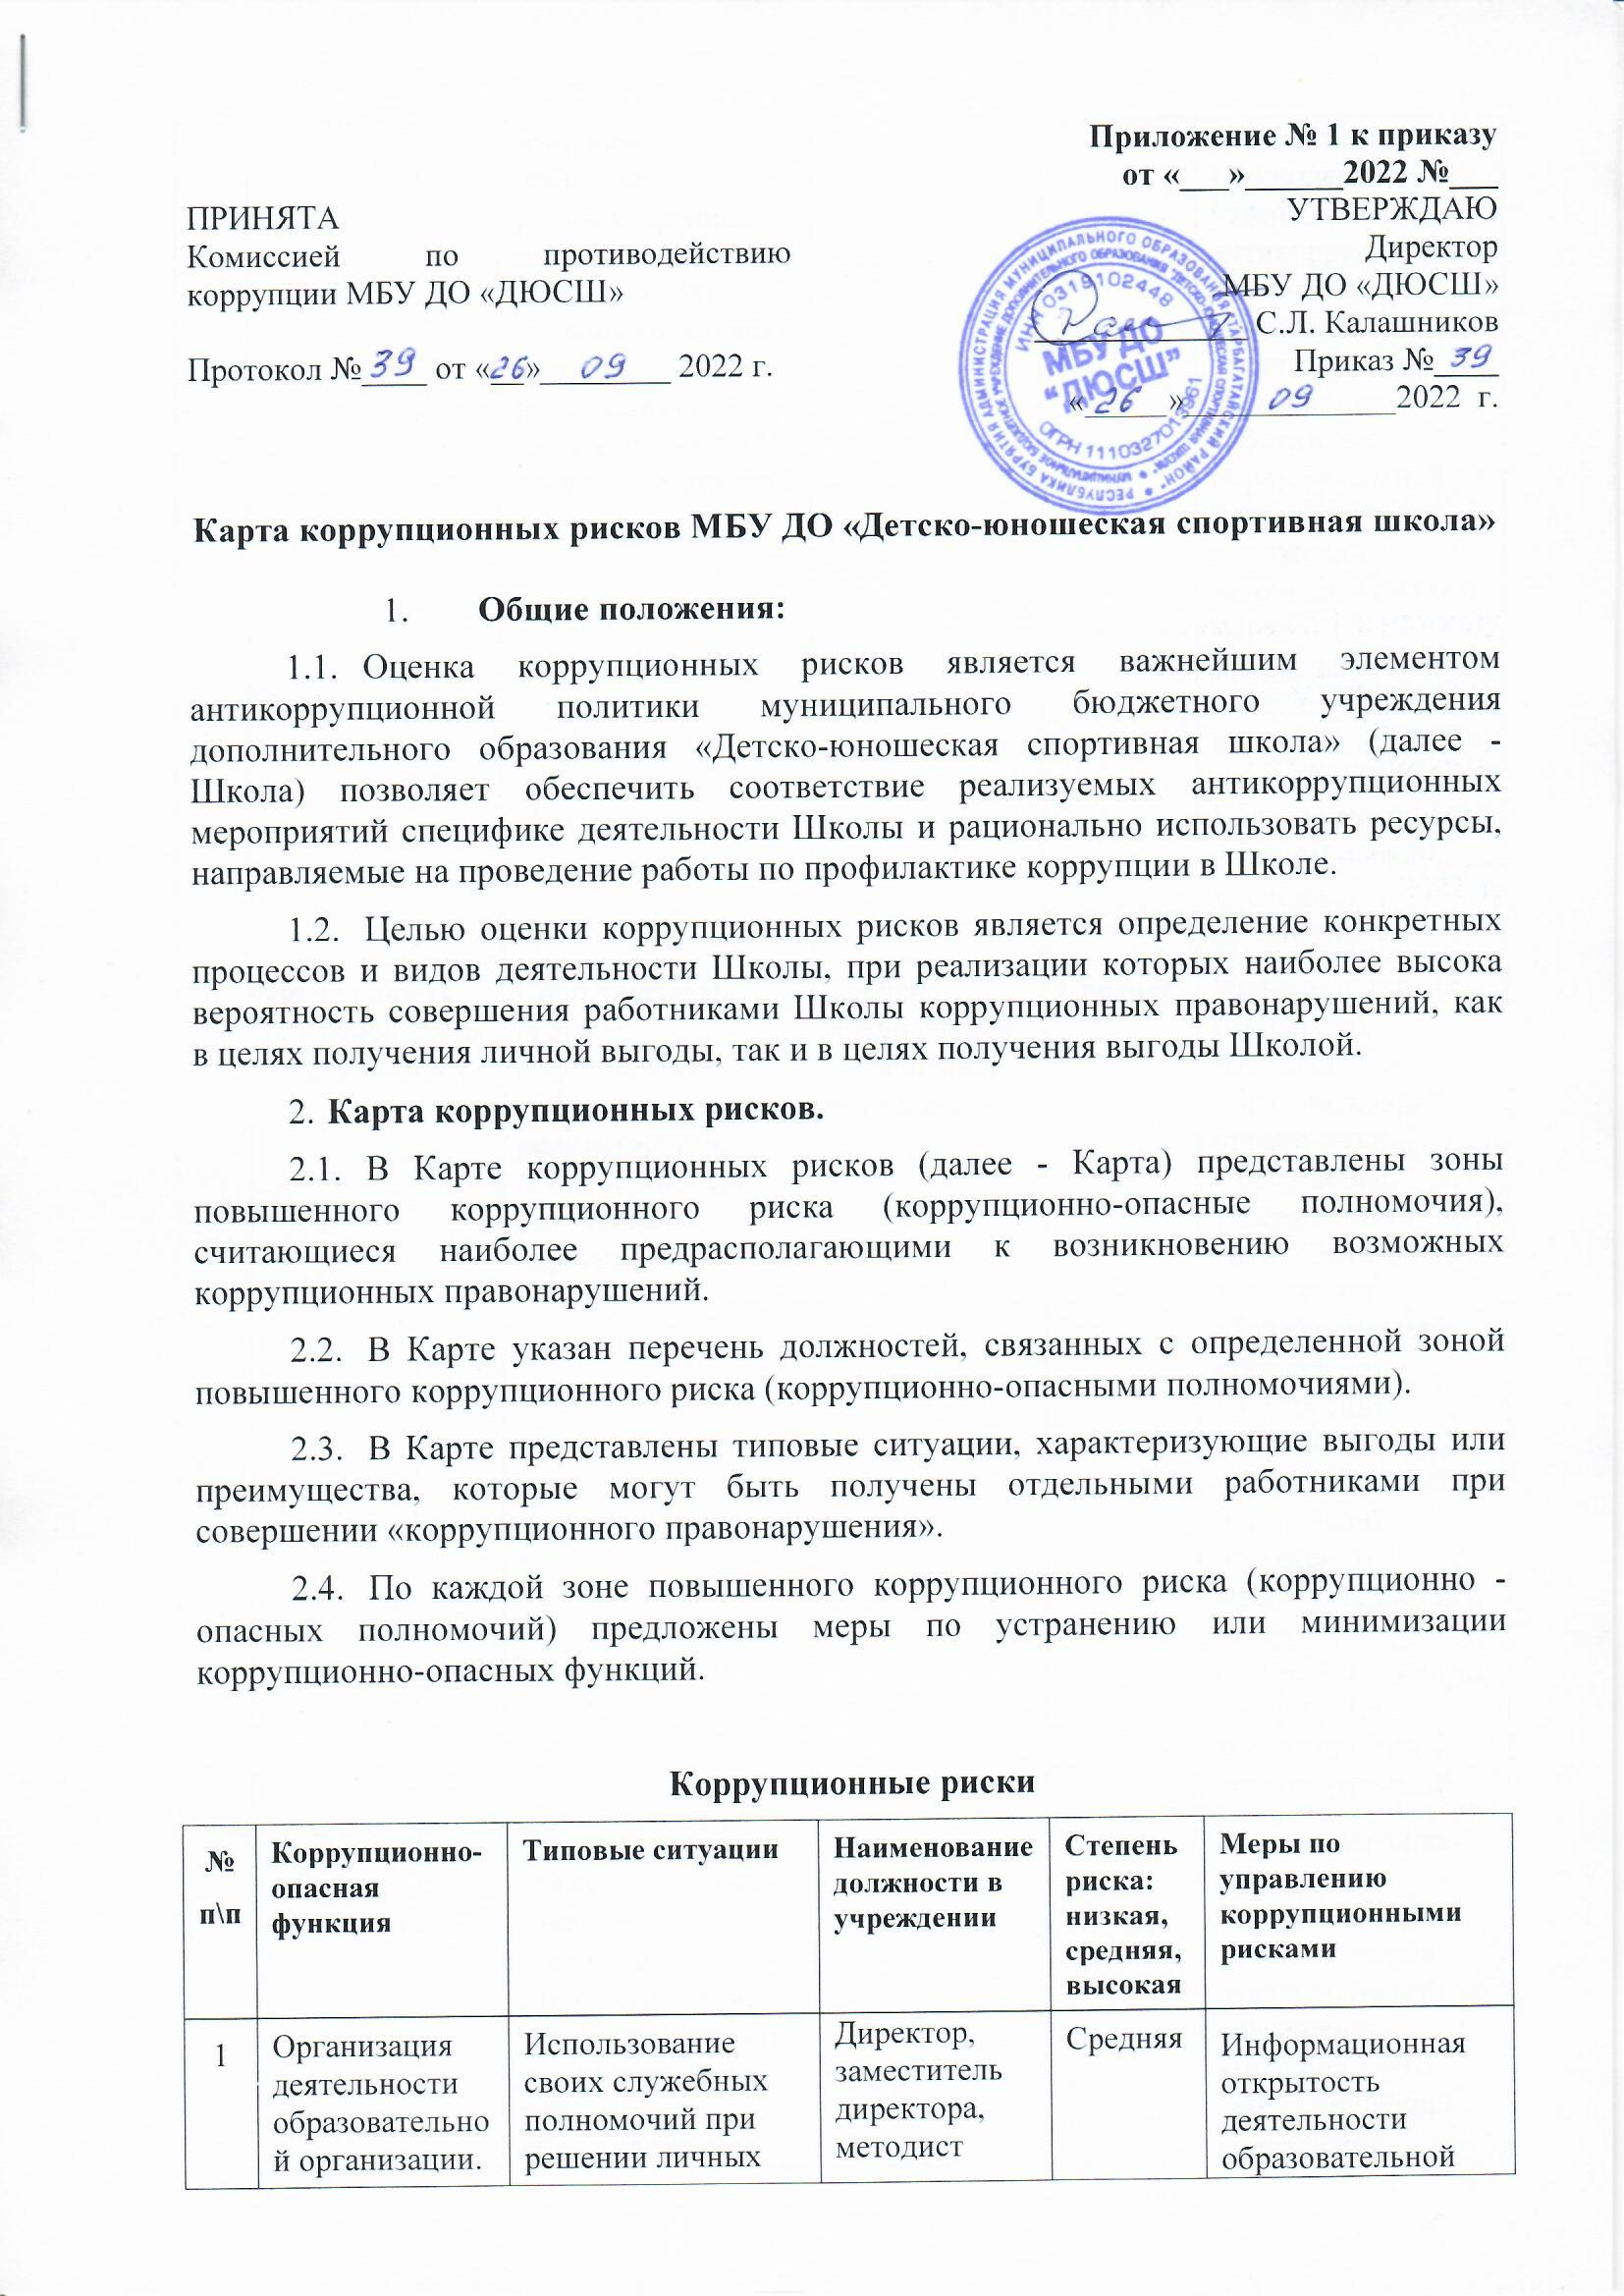 Приложение № 1 к приказу
от «___»______2022 №___
ПРИНЯТА
Комиссией по противодействию
коррупции МБУ ДО «ДЮСШ»
Протокол № 39 от «26» 09 2022 г.
УТВЕРЖДАЮ
Директор
МБУ ДО «ДЮСШ»
С.Л. Калашников
Приказ № 39
«26» 09 2022 г.
ИНН 0319102448
МБУ ДО
"ДЮСШ"
Карта коррупционных рисков МБУ ДО «Детско-юношеская спортивная школа»
1. Общие положения:
1.1. Оценка коррупционных рисков является важнейшим элементом
антикоррупционной политики муниципального бюджетного учреждения
дополнительного образования «Детско-юношеская спортивная школа» (далее -
Школа) позволяет обеспечить соответствие реализуемых антикоррупционных
мероприятий специфике деятельности Школы и рационально использовать ресурсы,
направляемые на проведение работы по профилактике коррупции в Школе.
1.2. Целью оценки коррупционных рисков является определение конкретных
процессов и видов деятельности Школы, при реализации которых наиболее высока
вероятность совершения работниками Школы коррупционных правонарушений, как
в целях получения личной выгоды, так и в целях получения выгоды Школой.
2. Карта коррупционных рисков.
2.1. В Карте коррупционных рисков (далее - Карта) представлены зоны
повышенного коррупционного риска (коррупционно-опасные полномочия),
считающиеся наиболее предрасполагающими к возникновению возможных
коррупционных правонарушений.
2.2. В Карте указан перечень должностей, связанных с определенной зоной
повышенного коррупционного риска (коррупционно-опасными полномочиями).
2.3. В Карте представлены типовые ситуации, характеризующие выгоды или
преимущества, которые могут быть получены отдельными работниками при
совершении «коррупционного правонарушения».
2.4. По каждой зоне повышенного коррупционного риска (коррупционно -
опасных полномочий) предложены меры по устранению или минимизации
коррупционно-опасных функций.
Коррупционные риски
№
п\п
Коррупционно-
опасная
функция
Типовые ситуации
Наименование
должности в
учреждении
Степень
риска:
низкая,
средняя,
высокая
Меры по
управлению
коррупционными
рисками
1
Организация
деятельности
образовательно
й организации.
Использование
своих служебных
полномочий при
решении личных
Директор,
заместитель
директора,
методист
Средняя
Информационная
открытость
деятельности
образовательной